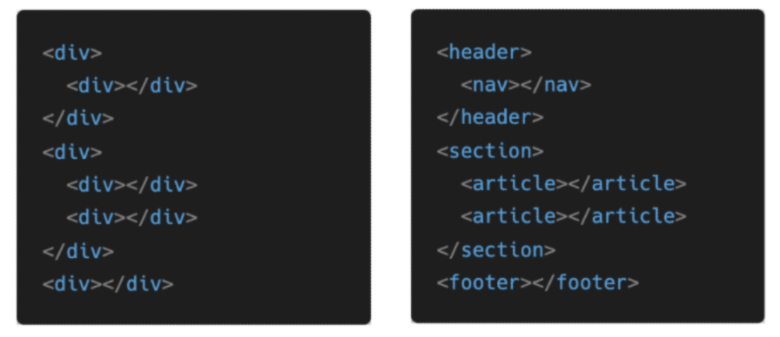 <div>
  <div></div>
</div>
<div>
  <div></div>
  <div></div>
</div>
<div></div>
<header>
  <nav></nav>
</header>
<section>
  <article></article>
  <article></article>
</section>
<footer></footer>